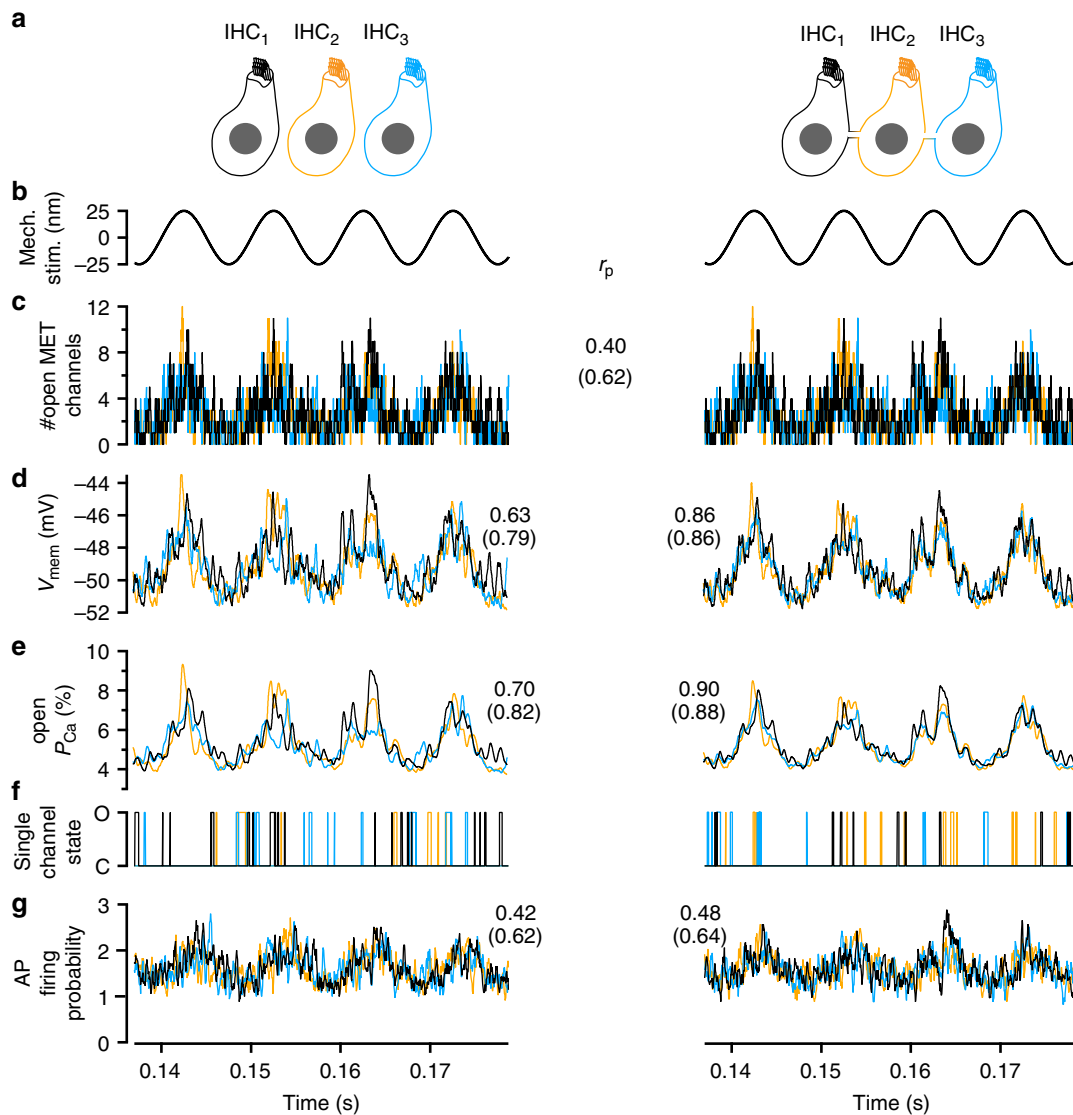 a
IHC1 IHC2 IHC3
IHC1 IHC2 IHC3
b
Mech.
stim. (nm)
25
0
−25
rp
c
#open MET
channels
12
8
4
0
0.40
(0.62)
d
Vmem (mV)
−44
−46
−48
−50
−52
0.63
(0.79)
0.86
(0.86)
e
open
PCa (%)
10
8
6
4
0.70
(0.82)
0.90
(0.88)
f
Single
channel
state
O
C
g
AP
firing
probability
3
2
1
0
0.42
(0.62)
0.48
(0.64)
0.14 0.15 0.16 0.17
Time (s)
0.14 0.15 0.16 0.17
Time (s)